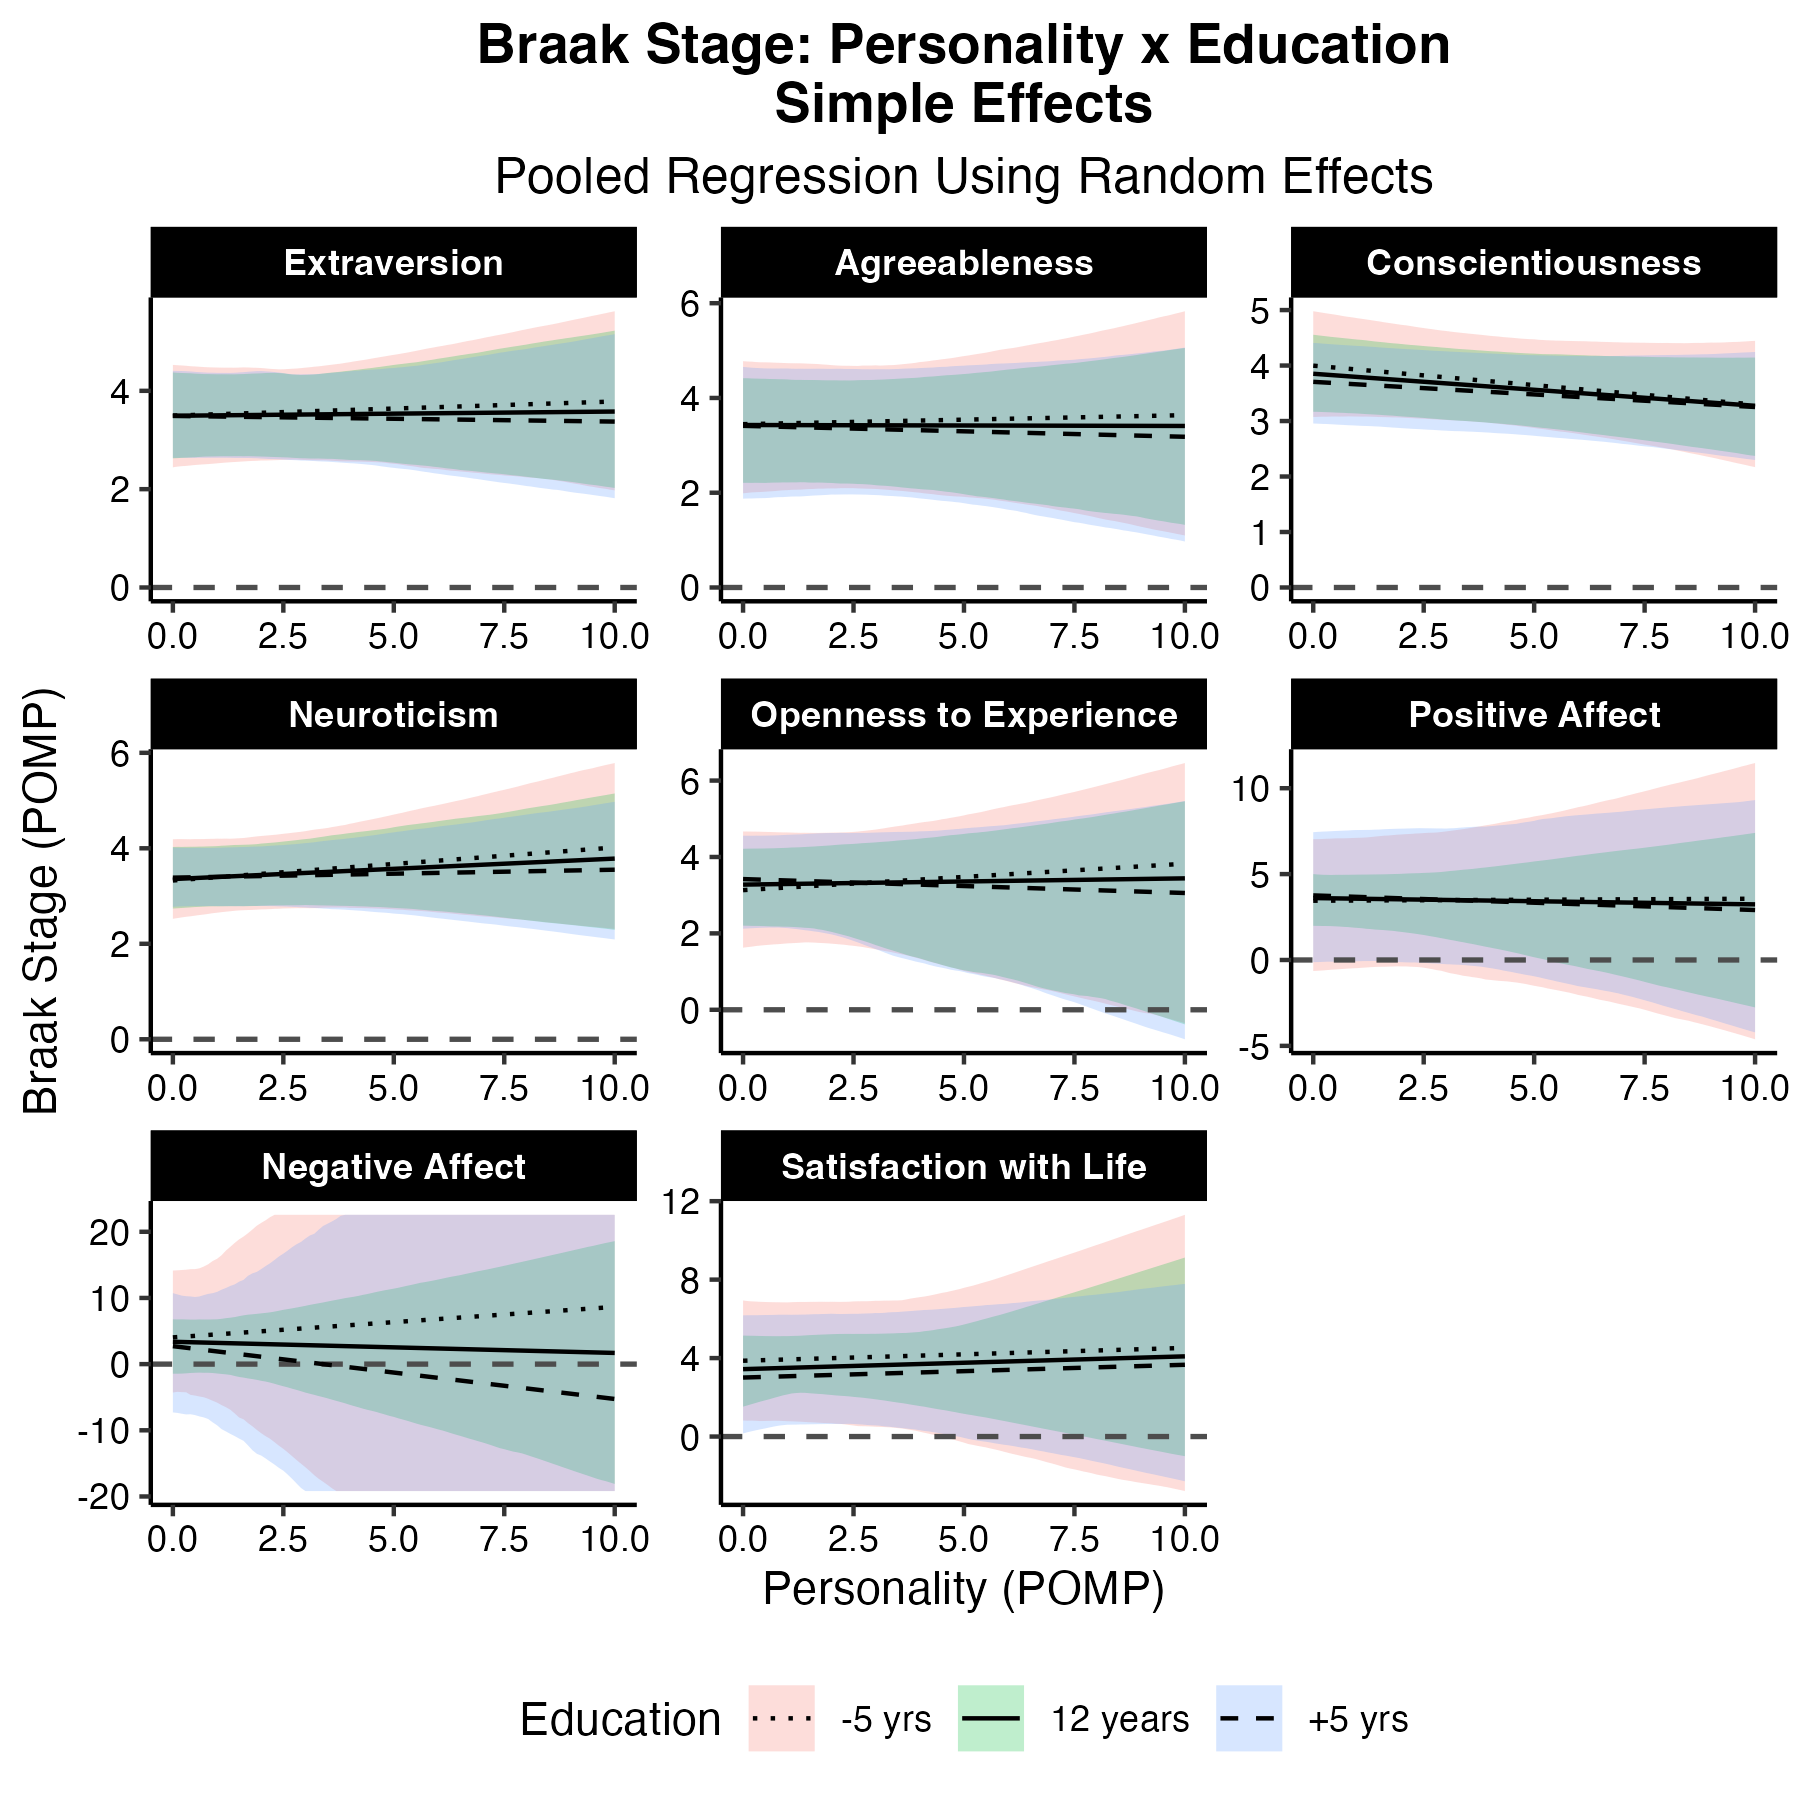 Braak Stage: Personality x Education
Simple Effects
Pooled Regression Using Random Effects
Extraversion
Agreeableness
Conscientiousness
4
2
0
6
4
2
0
5
4
3
2
1
0
0.0 2.5 5.0 7.5 10.0
0.0 2.5 5.0 7.5 10.0
0.0 2.5 5.0 7.5 10.0
Braak Stage (POMP)
Neuroticism
Openness to Experience
Positive Affect
6
4
2
0
6
4
2
0
10
5
0
-5
0.0 2.5 5.0 7.5 10.0
0.0 2.5 5.0 7.5 10.0
0.0 2.5 5.0 7.5 10.0
Negative Affect
Satisfaction with Life
20
10
0
-10
-20
12
8
4
0
0.0 2.5 5.0 7.5 10.0
0.0 2.5 5.0 7.5 10.0
Personality (POMP)
Education -5 yrs 12 years +5 yrs